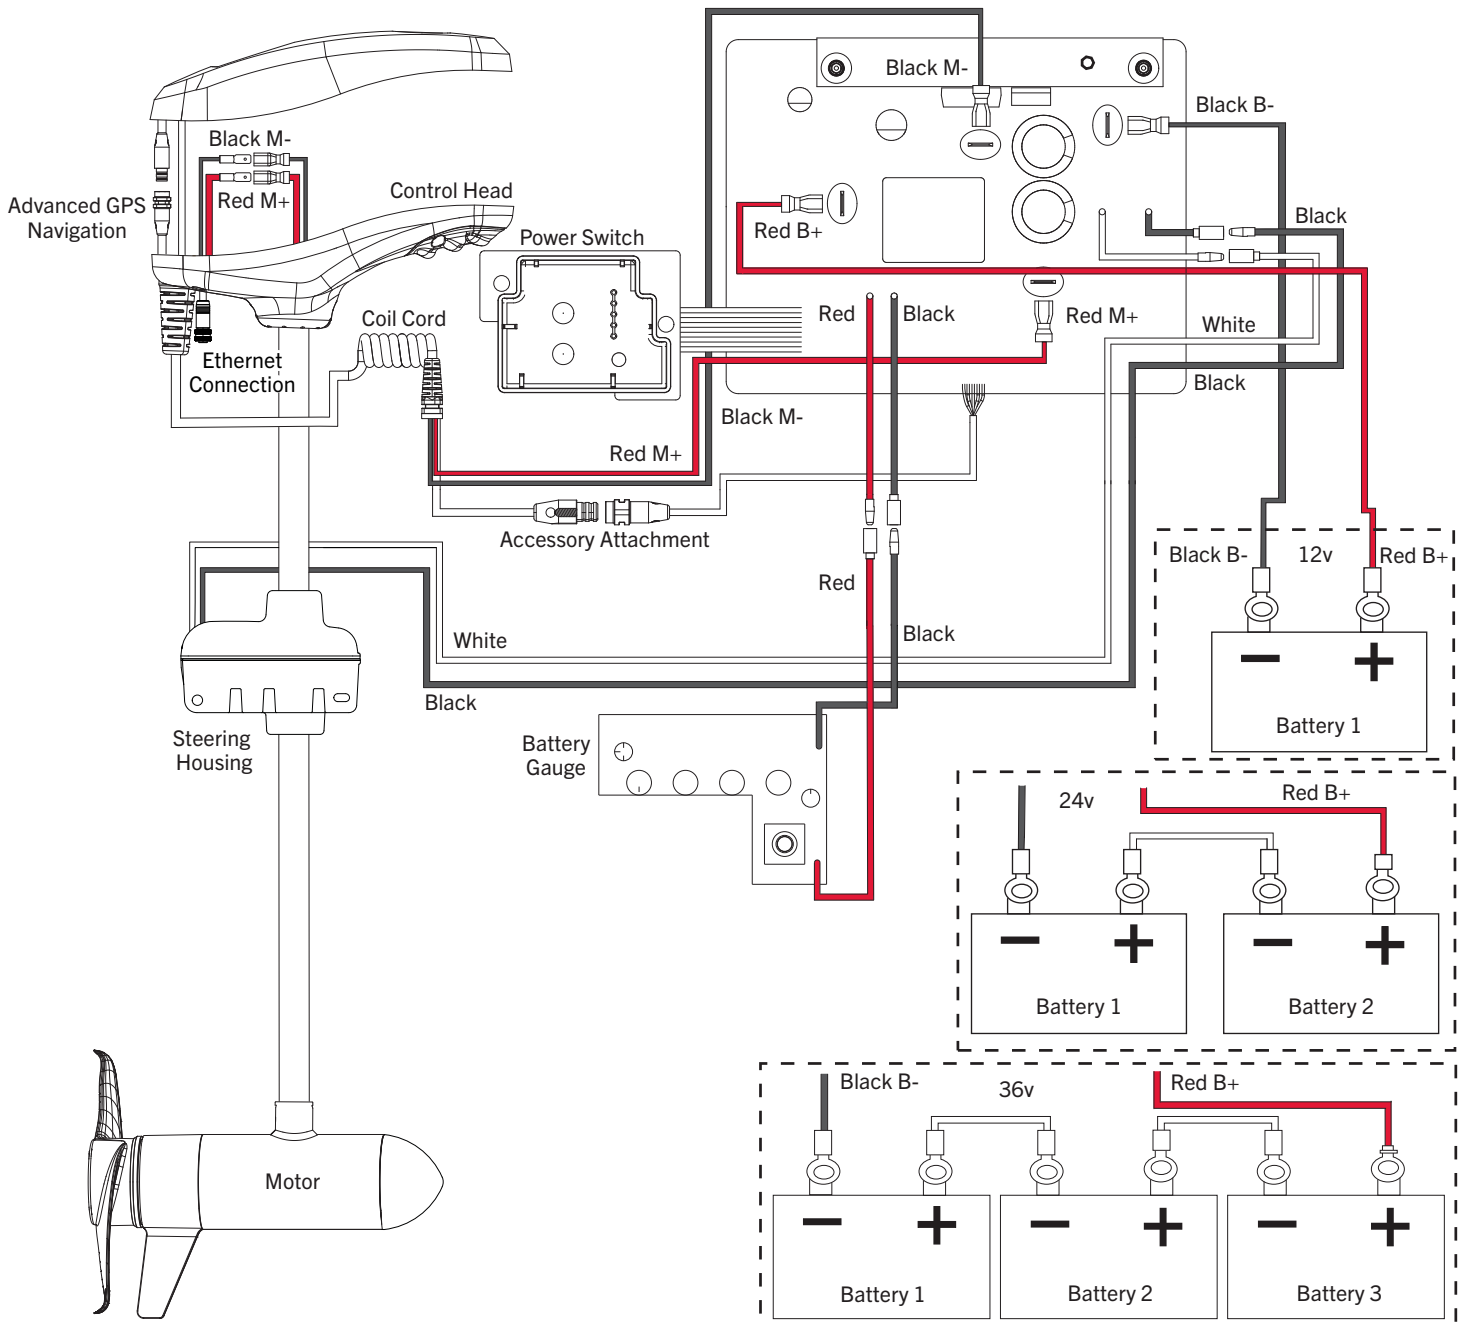 Black M-
Black B-
Black M-
Red M+
Control Head
Advanced GPS
Navigation
Power Switch
Red B+
Black
Coil Cord
Red
Black
Red M+
White
Ethernet
Connection
Black
Black M-
Red M+
Accessory Attachment
Black B-
12v
Red B+
Red
White
Black
Black
Steering
Housing
Battery
Gauge
Battery 1
24v
Red B+
Battery 1
Battery 2
Black B-
36v
Red B+
Motor
Battery 1
Battery 2
Battery 3